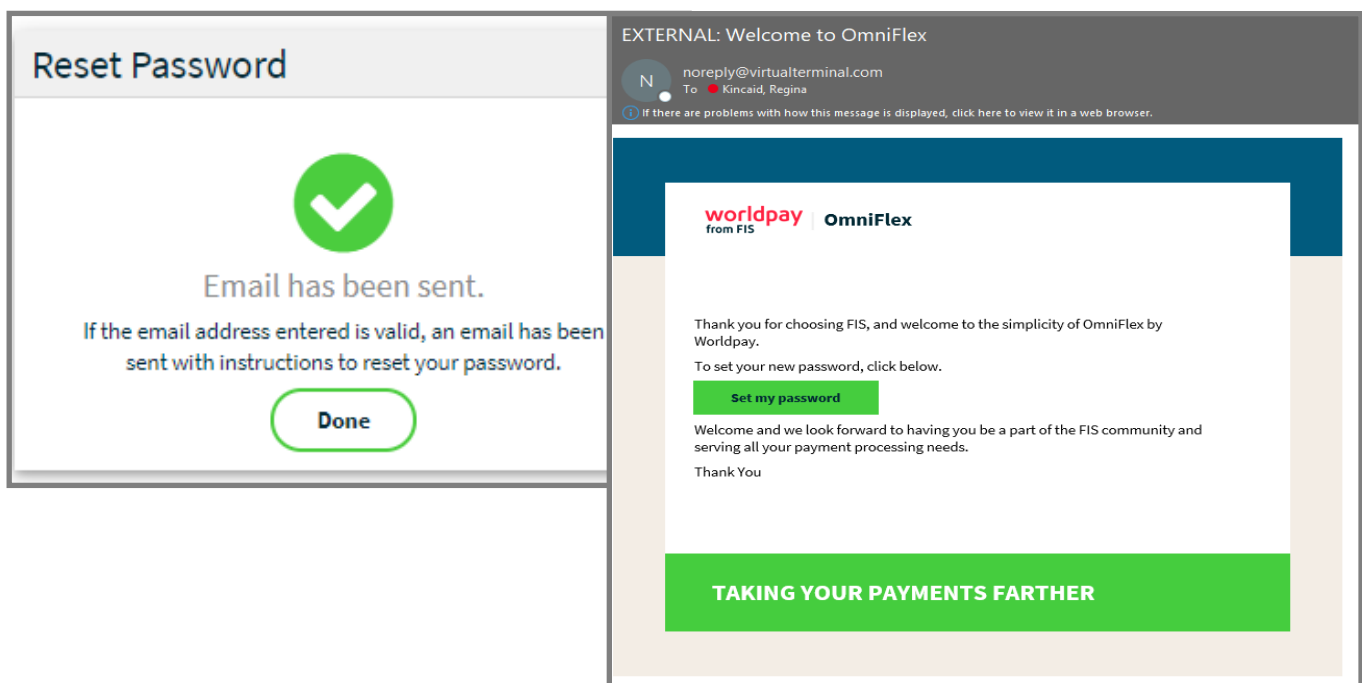 Reset Password
Email has been sent.
If the email address entered is valid, an email has been
sent with instructions to reset your password.
Done
EXTERNAL: Welcome to OmniFlex
N
noreply@virtualterminal.com
To Kincaid, Regina
i If there are problems with how this message is displayed, click here to view it in a web browser.
worldpay
from FIS
OmniFlex
Thank you for choosing FIS, and welcome to the simplicity of OmniFlex by
Worldpay.
To set your new password, click below.
Set my password
Welcome and we look forward to having you be a part of the FIS community and
serving all your payment processing needs.
Thank You
TAKING YOUR PAYMENTS FARTHER